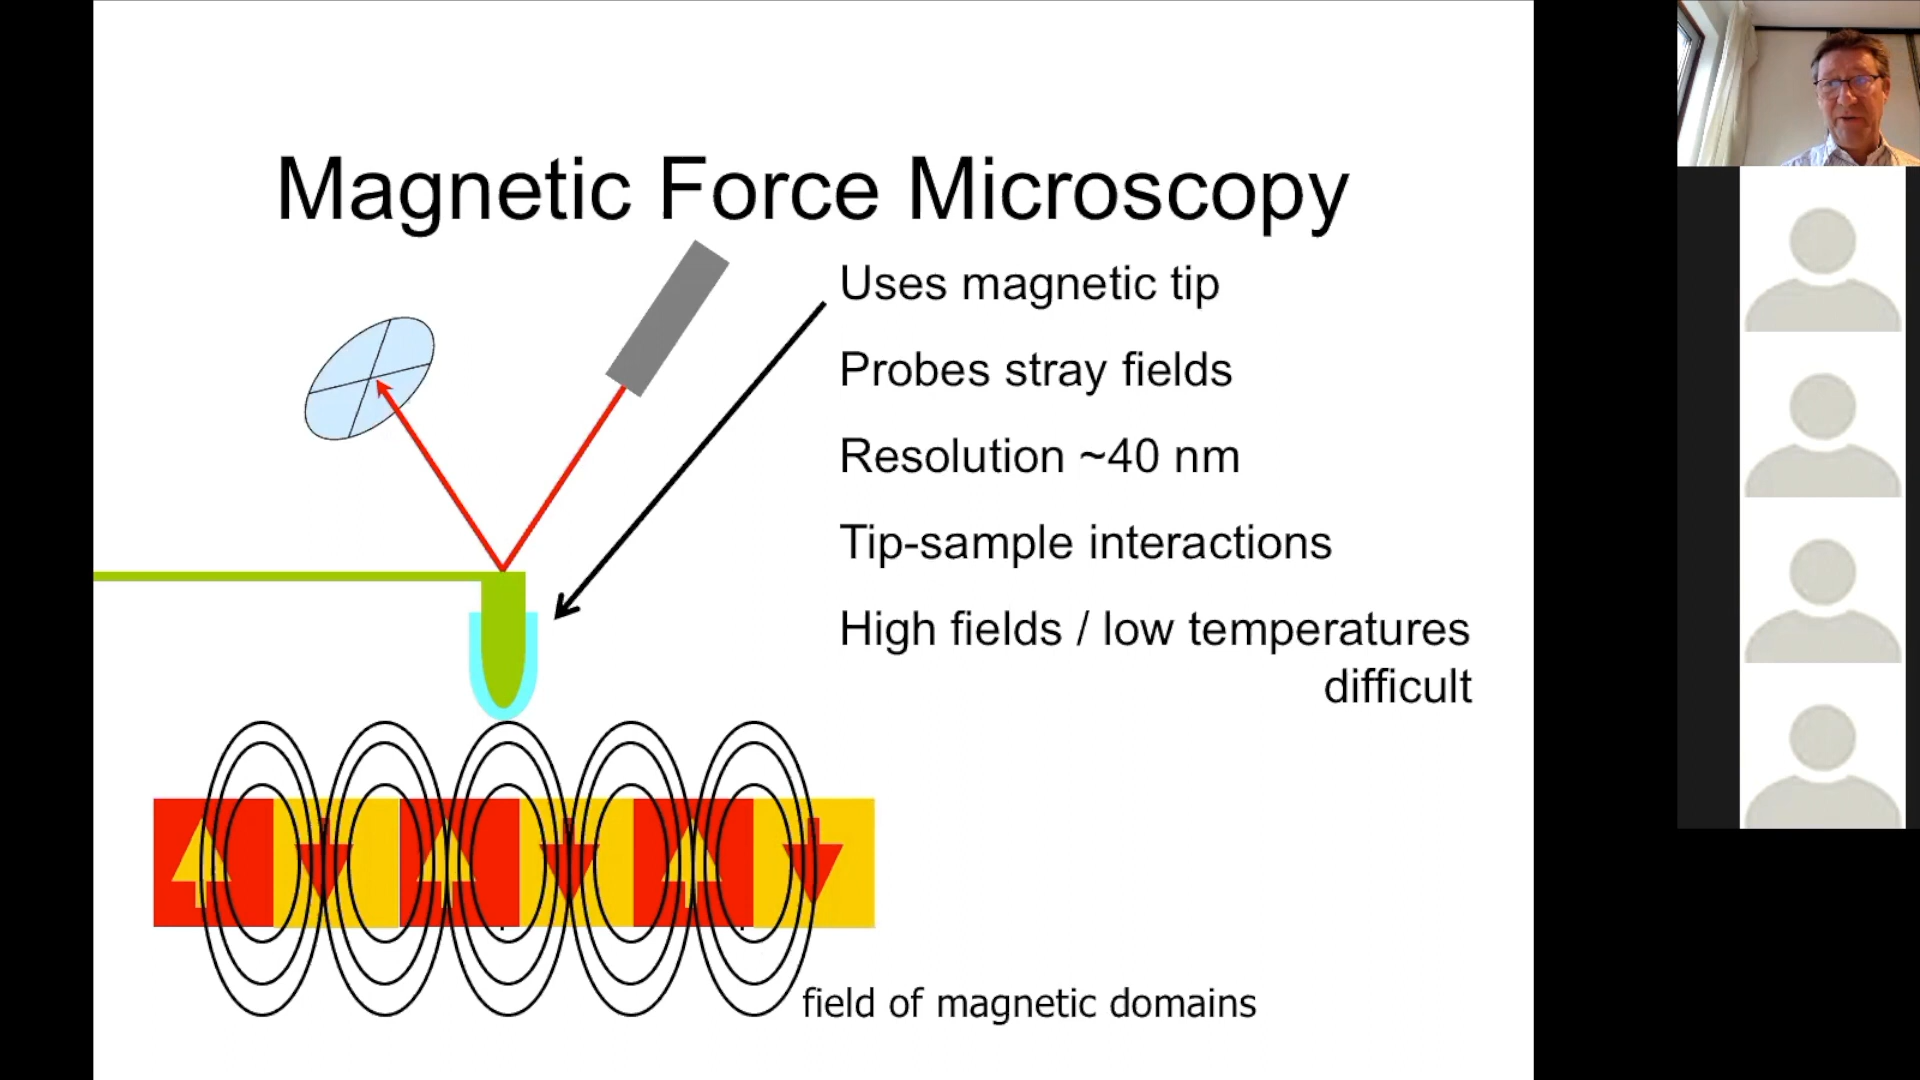 Magnetic Force Microscopy
Uses magnetic tip
Probes stray fields
Resolution ~40 nm
Tip-sample interactions
High fields / low temperatures
difficult
field of magnetic domains